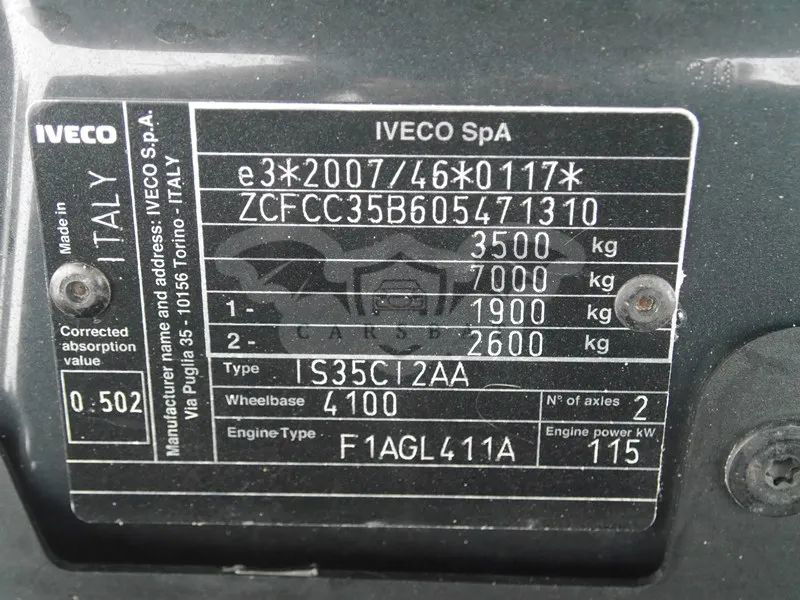 IVECO
Made in
ITALY
Corrected
absorption
value
0.502
Manufacturer name and address: IVECO S.p.A.
Via Puglia 35 - 10156 Torino - ITALY
IVECO SpA
e3*2007/46*0117*
ZCFCC35B605471310
3500 kg
7000 kg
1- 1900 kg
2- 2600 kg
Type IS35CI2AA
Wheelbase 4100 N° of axles 2
Engine-Type F1AGL411A Engine power kW 115